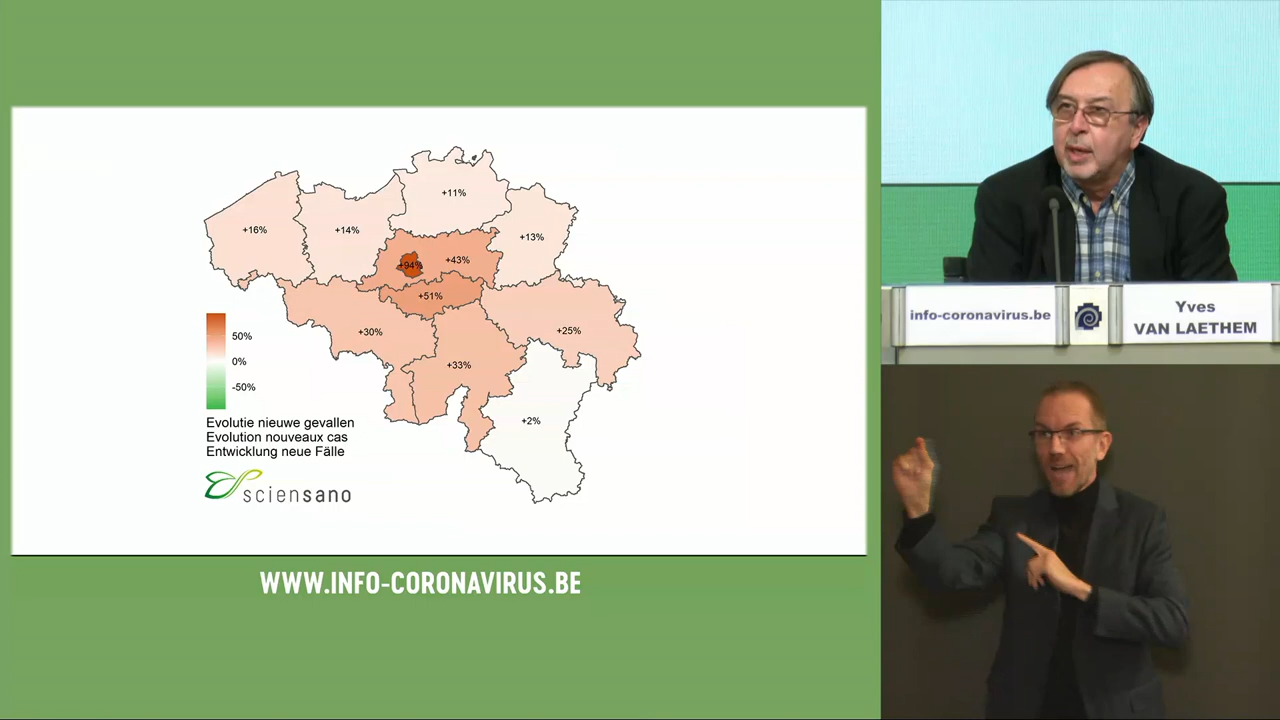 +11%
+16%
+14%
+13%
+94%
+43%
+51%
+30%
+25%
+33%
+2%
50%
0%
-50%
Evolutie nieuwe gevallen
Evolution nouveaux cas
Entwicklung neue Fälle
sciensano
WWW.INFO-CORONAVIRUS.BE
info-coronavirus.be
Yves
VAN LAETHEM